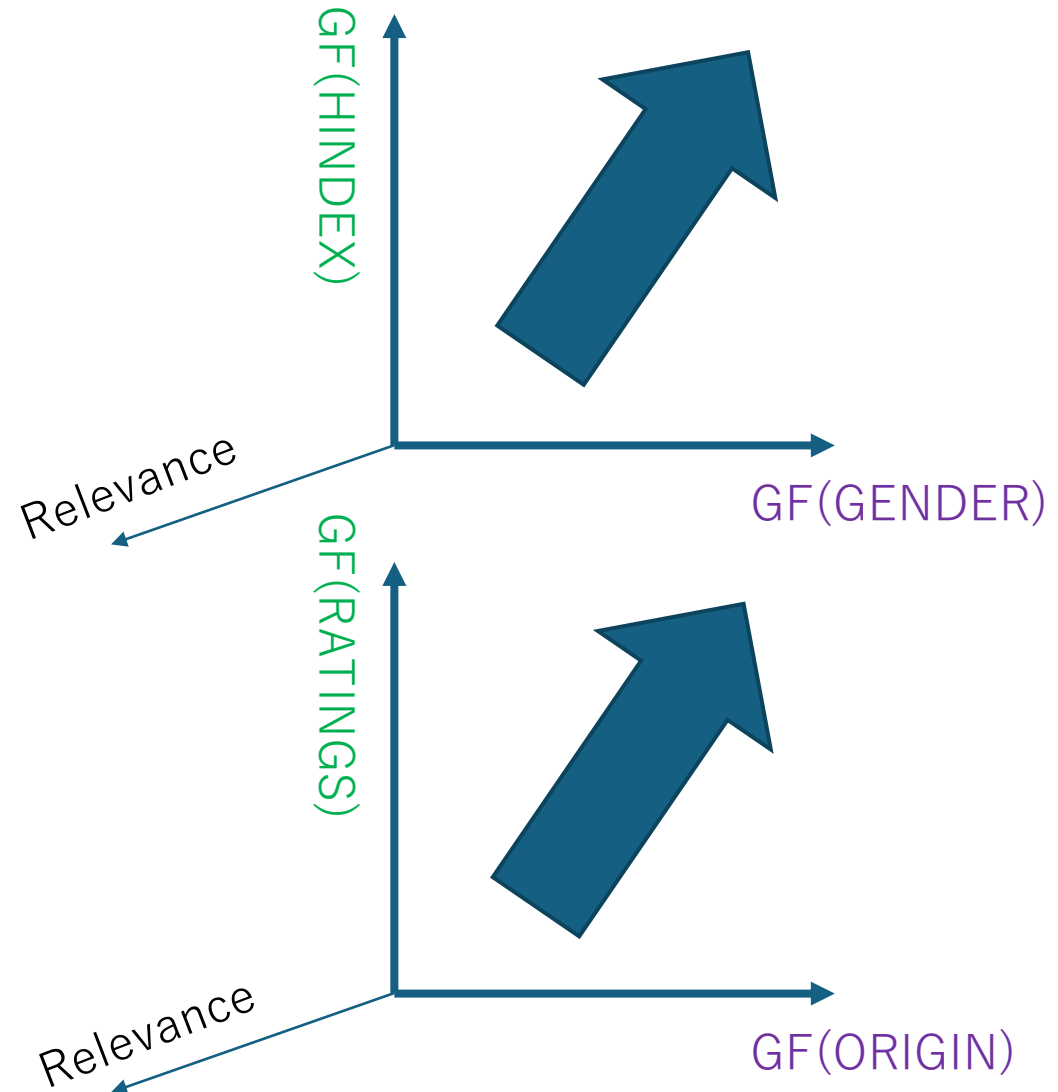 GF(HINDEX)
Relevance
GF(GENDER)
GF(RATINGS)
Relevance
GF(ORIGIN)